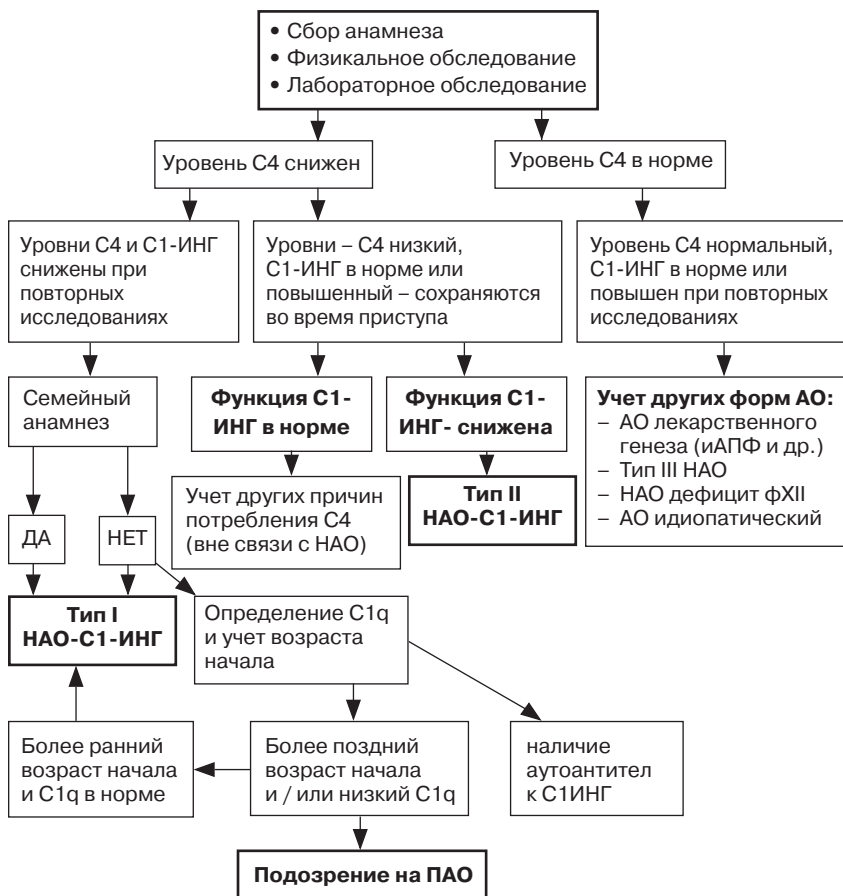 • Сбор анамнеза
• Физикальное обследование
• Лабораторное обследование
Уровень С4 снижен
Уровень С4 в норме
Уровни С4 и С1-ИНГ
снижены при
повторных
исследованиях
Уровни – С4 низкий,
С1-ИНГ в норме или
повышенный – сохраняются
во время приступа
Уровень С4 нормальный,
С1-ИНГ в норме или
повышен при повторных
исследованиях
Семейный
анамнез
Функция С1-
ИНГ в норме
Функция С1-
ИНГ- снижена
Учет других форм АО:
– АО лекарственного
генеза (иАПФ и др.)
– Тип III НАО
– НАО дефицит фXII
– АО идиопатический
Учет других причин
потребления С4
(вне связи с НАО)
Тип II
НАО-С1-ИНГ
ДА
НЕТ
Тип I
НАО-С1-ИНГ
Определение C1q
и учет возраста
начала
Более ранний
возраст начала
и C1q в норме
Более поздний
возраст начала
и / или низкий C1q
наличие
аутоантител
к С1ИНГ
Подозрение на ПАО